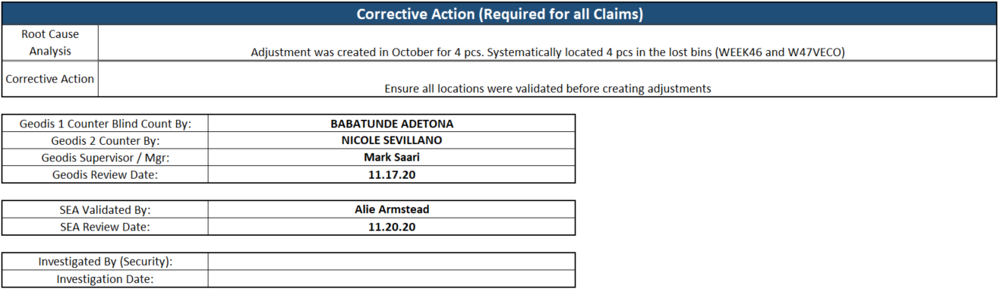 Corrective Action (Required for all Claims)
Root Cause
Analysis
Adjustment was created in October for 4 pcs. Systematically located 4 pcs in the lost bins (WEEK46 and W47VECO)
Corrective Action
Ensure all locations were validated before creating adjustments
Geodis 1 Counter Blind Count By: BABATUNDE ADETONA
Geodis 2 Counter By: NICOLE SEVILLANO
Geodis Supervisor / Mgr: Mark Saari
Geodis Review Date: 11.17.20
SEA Validated By: Alie Armstead
SEA Review Date: 11.20.20
Investigated By (Security):
Investigation Date: